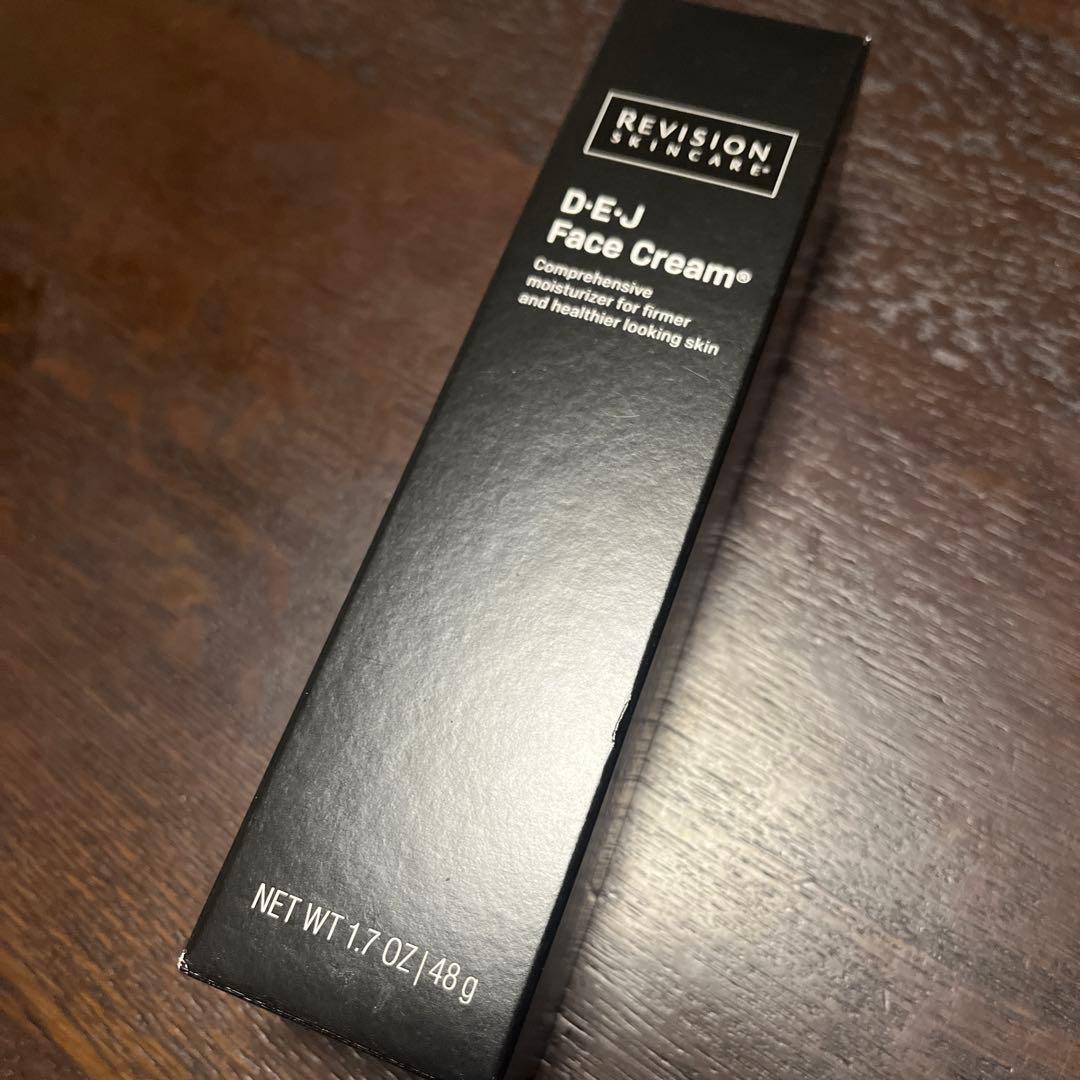 REVISION
SKINCARE®
D·E·J
Face Cream®
Comprehensive
moisturizer for firmer
and healthier looking skin
NET WT 1.7 OZ | 48 g